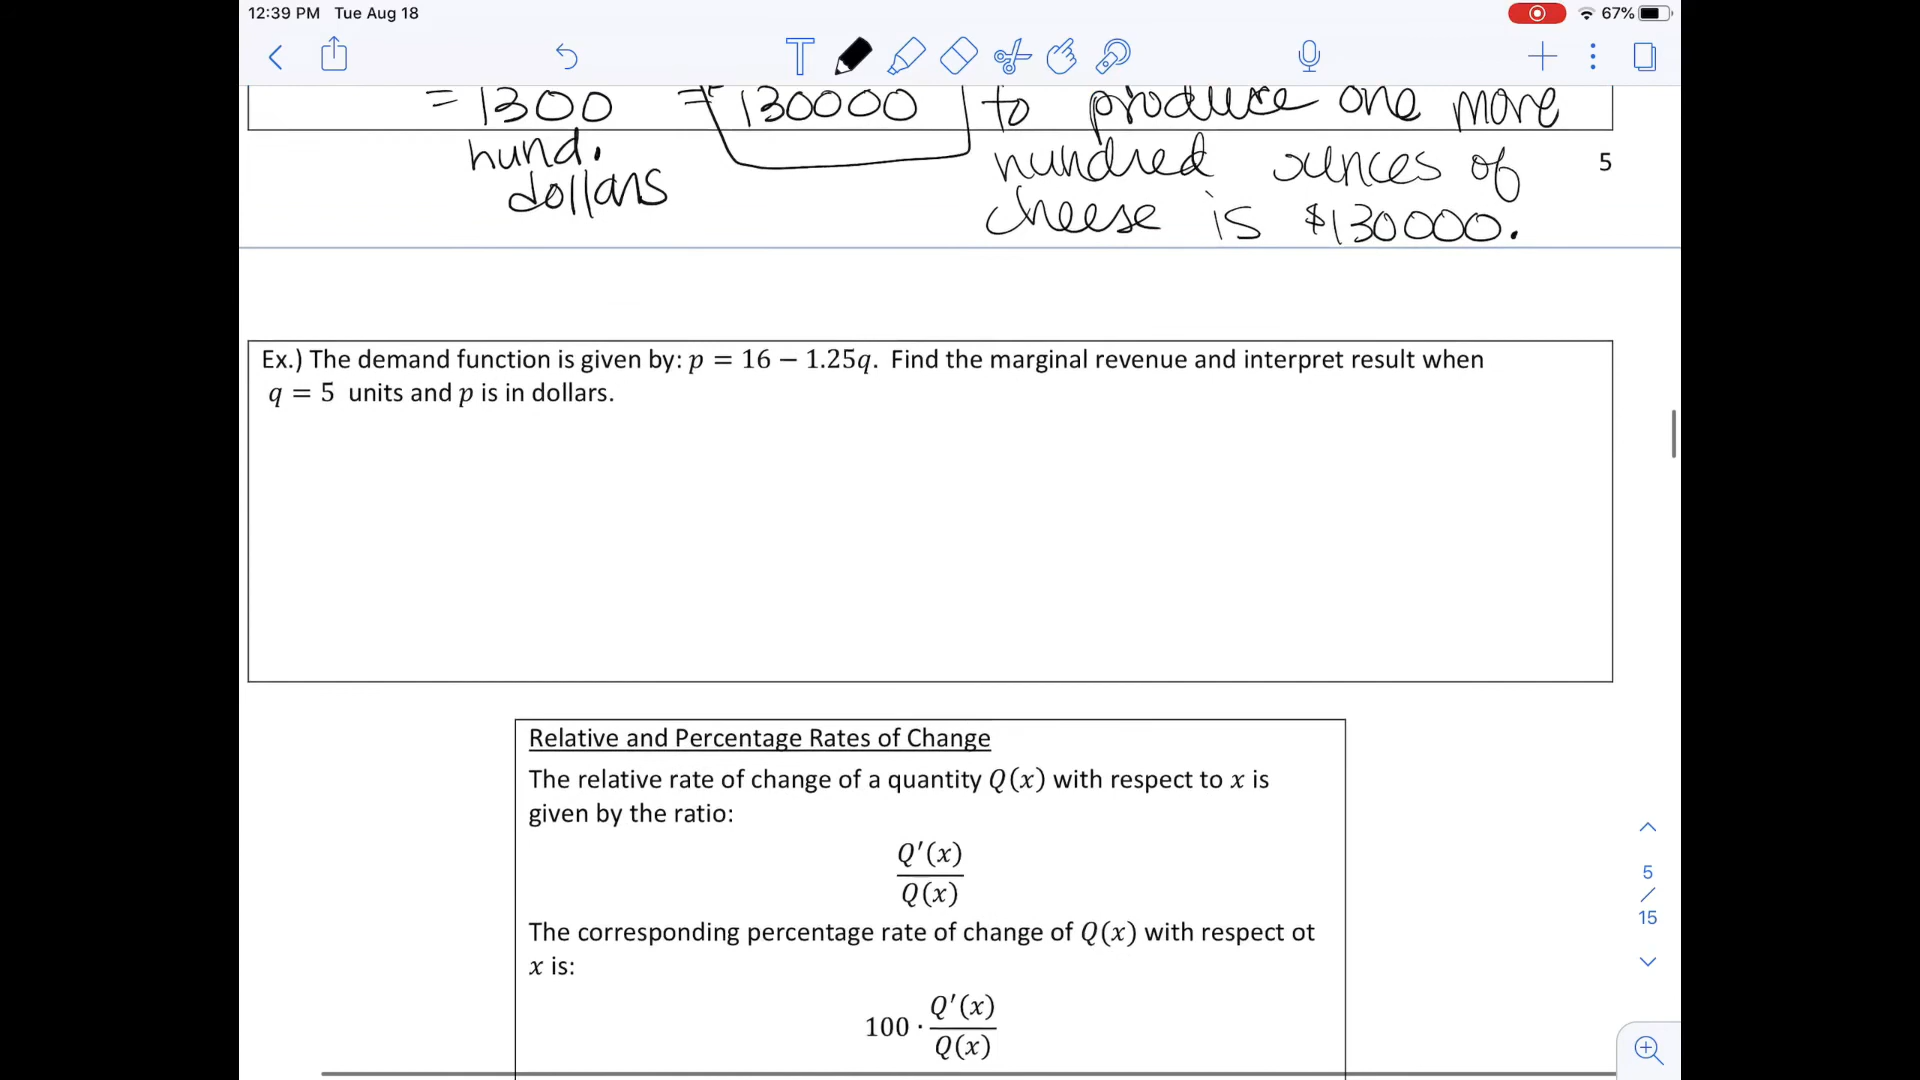 12:39 PM Tue Aug 18
67%
= 1300 = 130000 to produce one more
hund. hundred ounces of 5
dollars cheese is $130000.
Ex.) The demand function is given by: p = 16 − 1.25q. Find the marginal revenue and interpret result when
q = 5 units and p is in dollars.
Relative and Percentage Rates of Change
The relative rate of change of a quantity Q(x) with respect to x is
given by the ratio:
Q′(x)
Q(x)
The corresponding percentage rate of change of Q(x) with respect ot
x is:
100 · Q′(x)
Q(x)
5
/
15